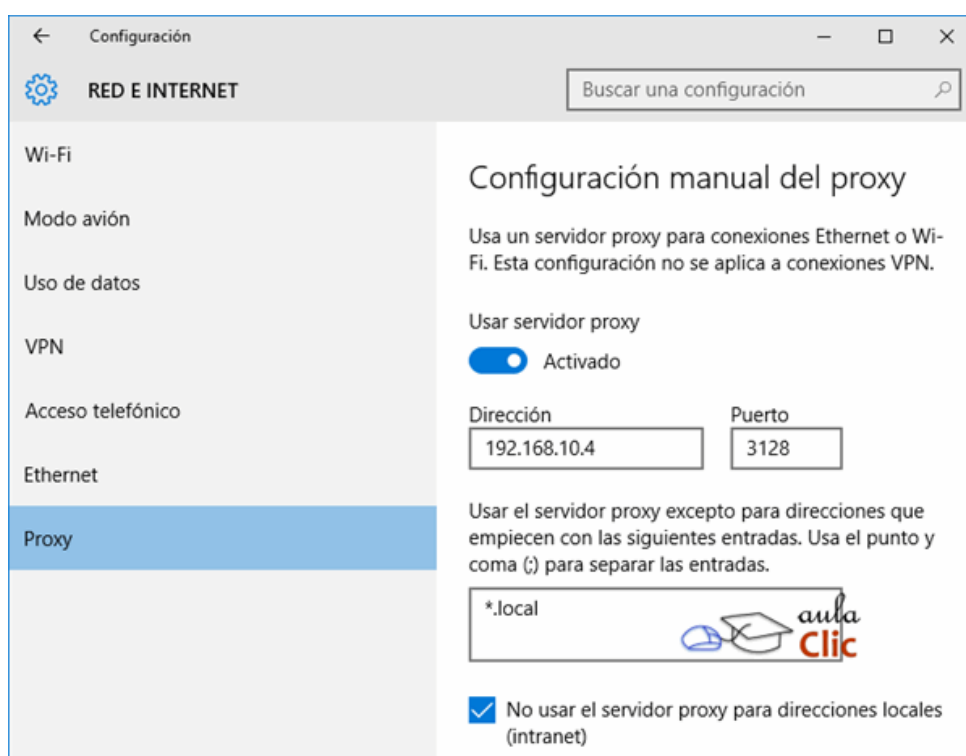 Configuración
RED E INTERNET
Buscar una configuración
Wi-Fi
Modo avión
Uso de datos
VPN
Acceso telefónico
Ethernet
Proxy
Configuración manual del proxy
Usa un servidor proxy para conexiones Ethernet o Wi-
Fi. Esta configuración no se aplica a conexiones VPN.
Usar servidor proxy
Activado
Dirección
Puerto
192.168.10.4
3128
Usar el servidor proxy excepto para direcciones que
empiecen con las siguientes entradas. Usa el punto y
coma (;) para separar las entradas.
*.local
aula
Clic
No usar el servidor proxy para direcciones locales
(intranet)